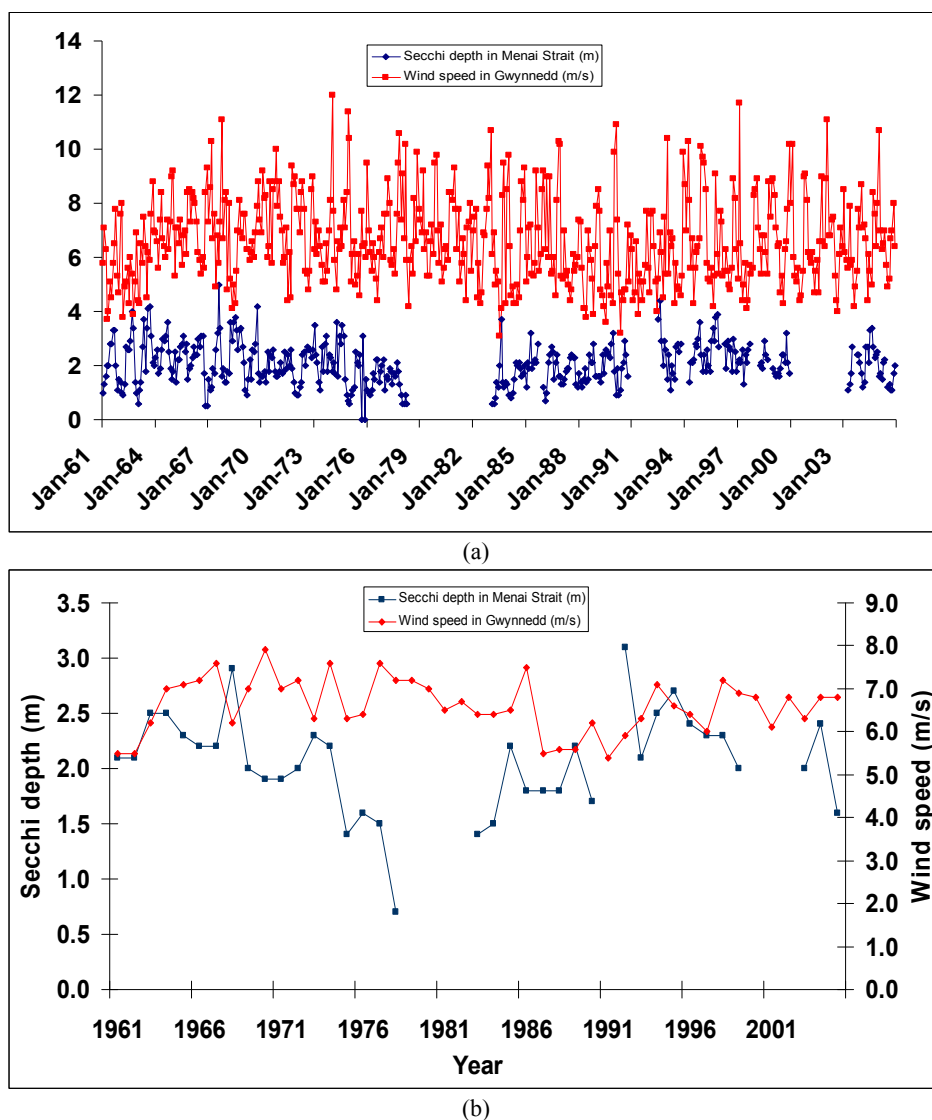 14
12
10
8
6
4
2
0
Secchi depth in Menai Strait (m)
Wind speed in Gwynnedd (m/s)
Jan-61
Jan-64
Jan-67
Jan-70
Jan-73
Jan-76
Jan-79
Jan-82
Jan-85
Jan-88
Jan-91
Jan-94
Jan-97
Jan-00
Jan-03
(a)
Secchi depth (m)
3.5
3.0
2.5
2.0
1.5
1.0
0.5
0.0
Secchi depth in Menai Strait (m)
Wind speed in Gwynnedd (m/s)
9.0
8.0
7.0
6.0
5.0
4.0
3.0
2.0
1.0
0.0
Wind speed (m/s)
1961
1966
1971
1976
1981
1986
1991
1996
2001
Year
(b)